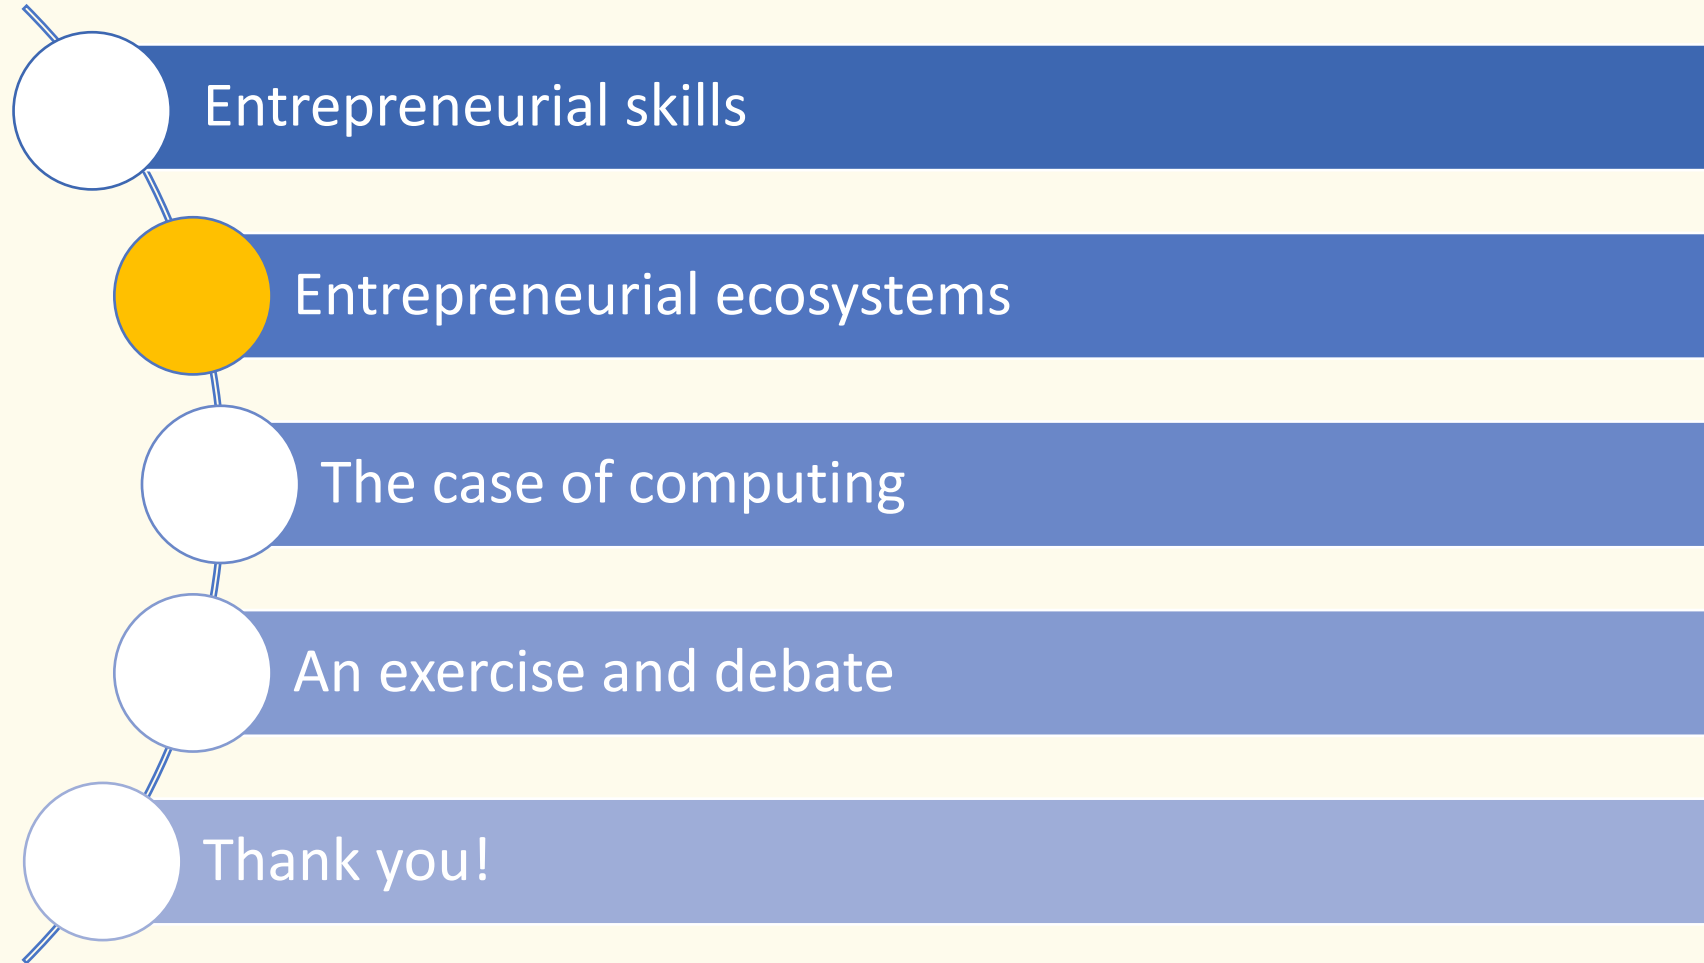 Entrepreneurial skills
Entrepreneurial ecosystems
The case of computing
An exercise and debate
Thank you!